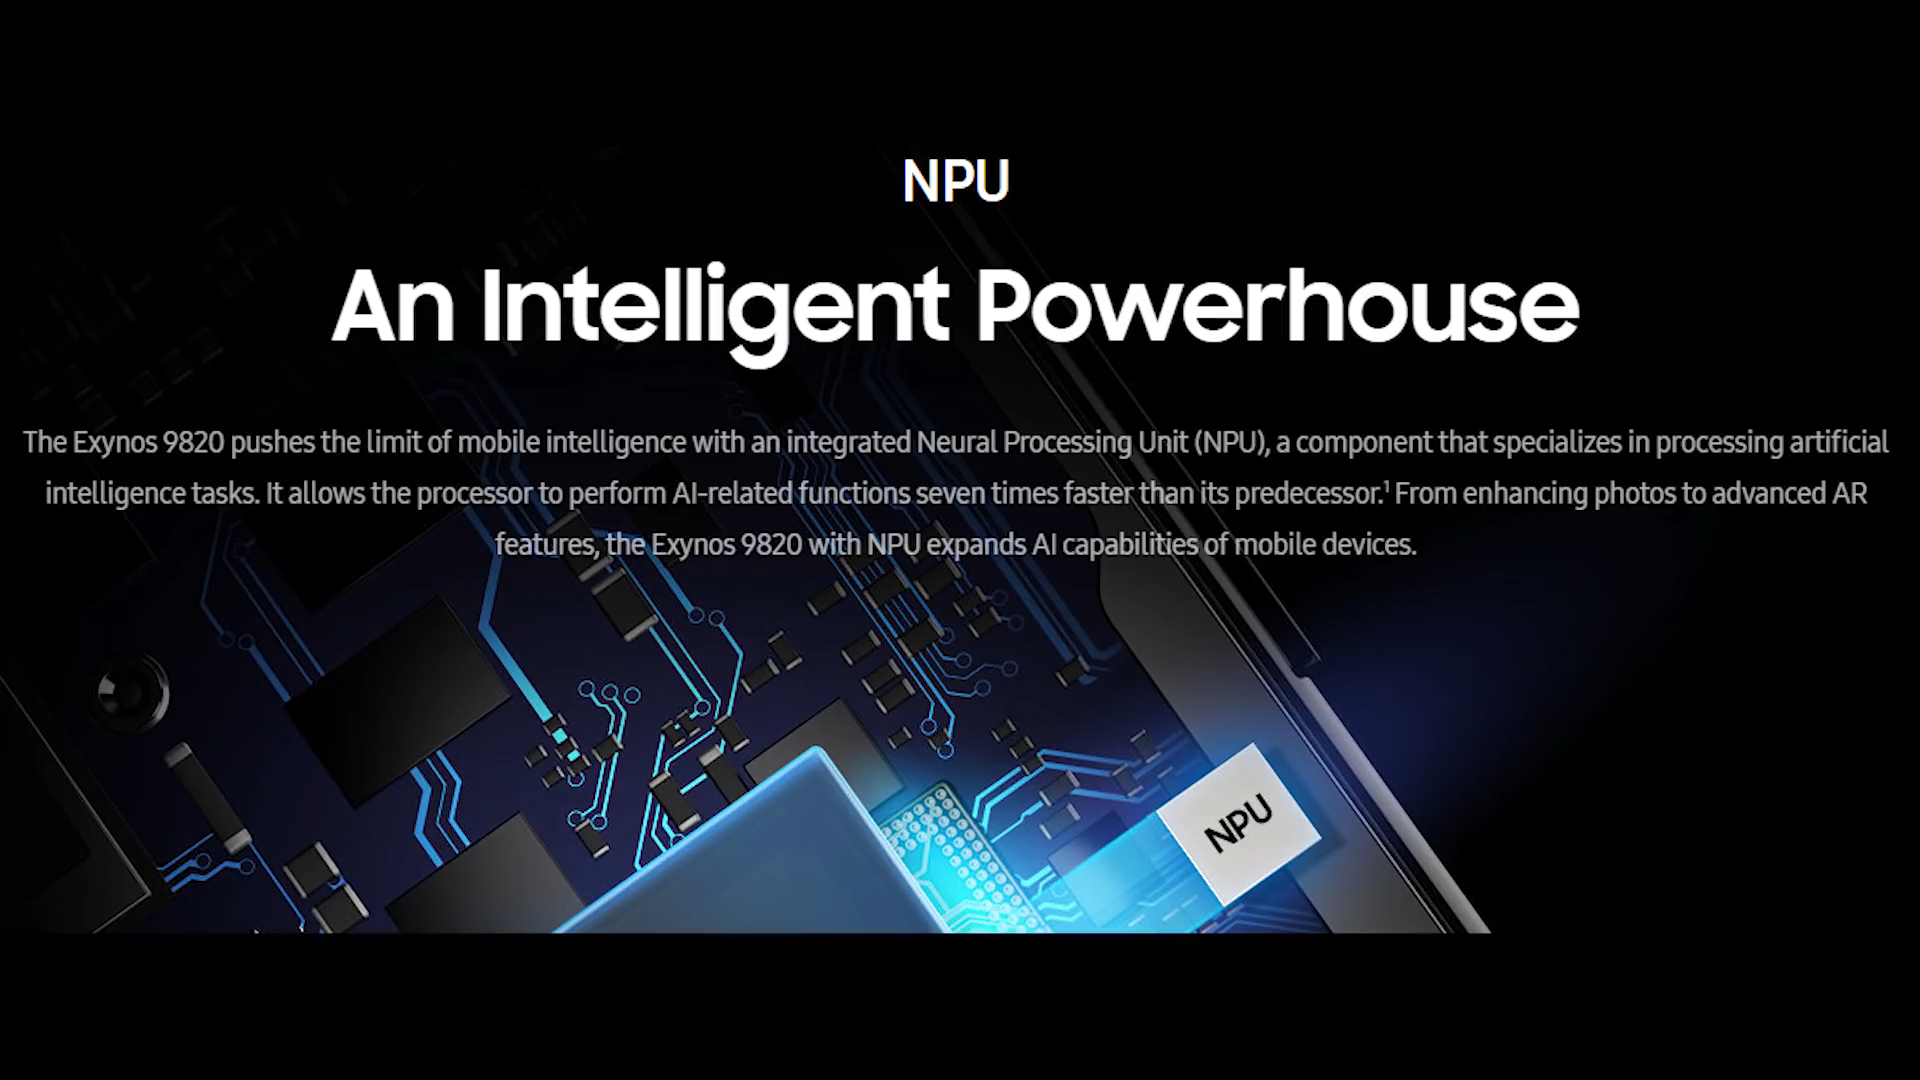 NPU
An Intelligent Powerhouse
The Exynos 9820 pushes the limit of mobile intelligence with an integrated Neural Processing Unit (NPU), a component that specializes in processing artificial
intelligence tasks. It allows the processor to perform AI-related functions seven times faster than its predecessor.¹ From enhancing photos to advanced AR
features, the Exynos 9820 with NPU expands AI capabilities of mobile devices.
NPU